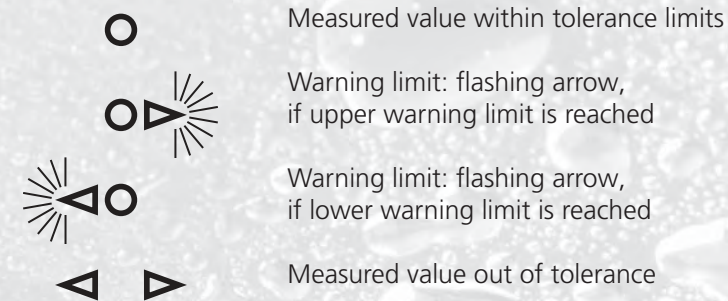 Measured value within tolerance limits
Warning limit: flashing arrow,
if upper warning limit is reached
Warning limit: flashing arrow,
if lower warning limit is reached
Measured value out of tolerance